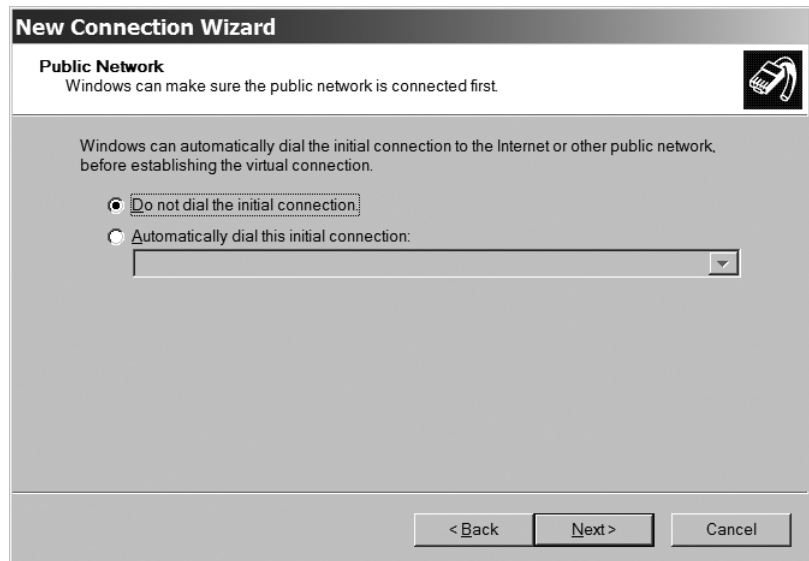 New Connection Wizard
Public Network
Windows can make sure the public network is connected first.
Windows can automatically dial the initial connection to the Internet or other public network,
before establishing the virtual connection.
Do not dial the initial connection.
Automatically dial this initial connection:
< Back
Next >
Cancel